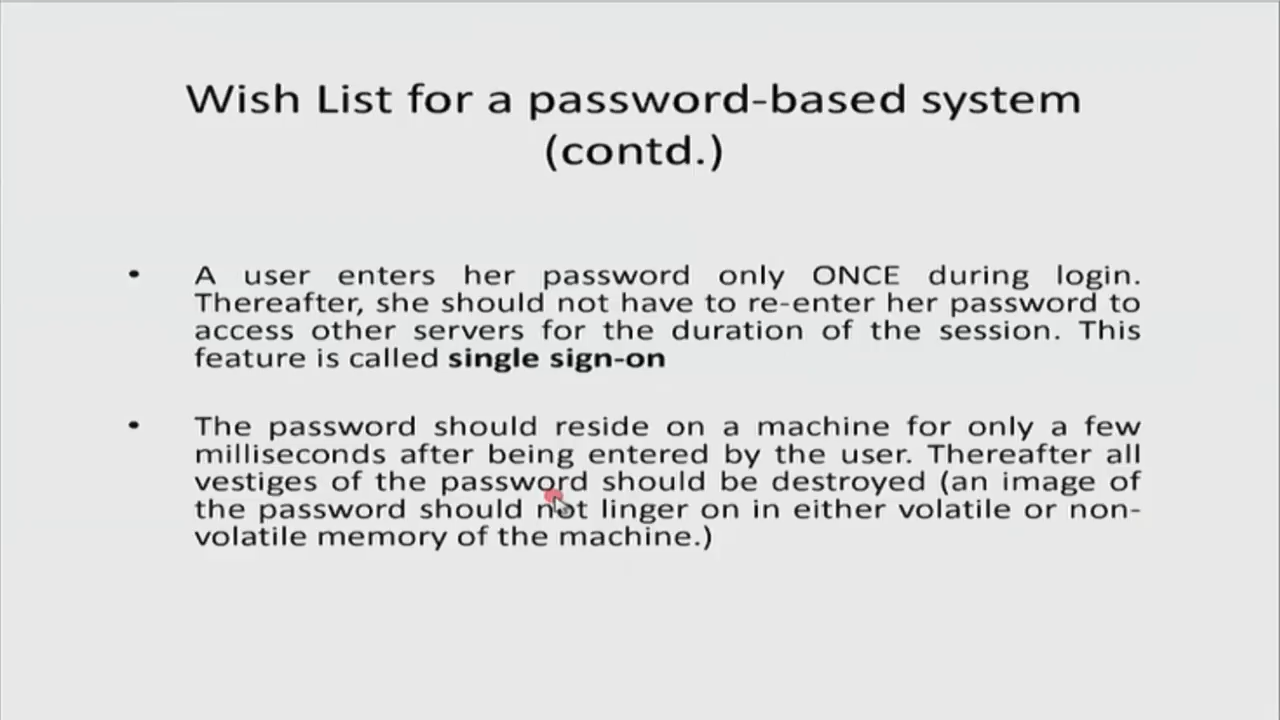 Wish List for a password-based system
(contd.)
• A user enters her password only ONCE during login.
Thereafter, she should not have to re-enter her password to
access other servers for the duration of the session. This
feature is called single sign-on
• The password should reside on a machine for only a few
milliseconds after being entered by the user. Thereafter all
vestiges of the password should be destroyed (an image of
the password should not linger on in either volatile or non-
volatile memory of the machine.)